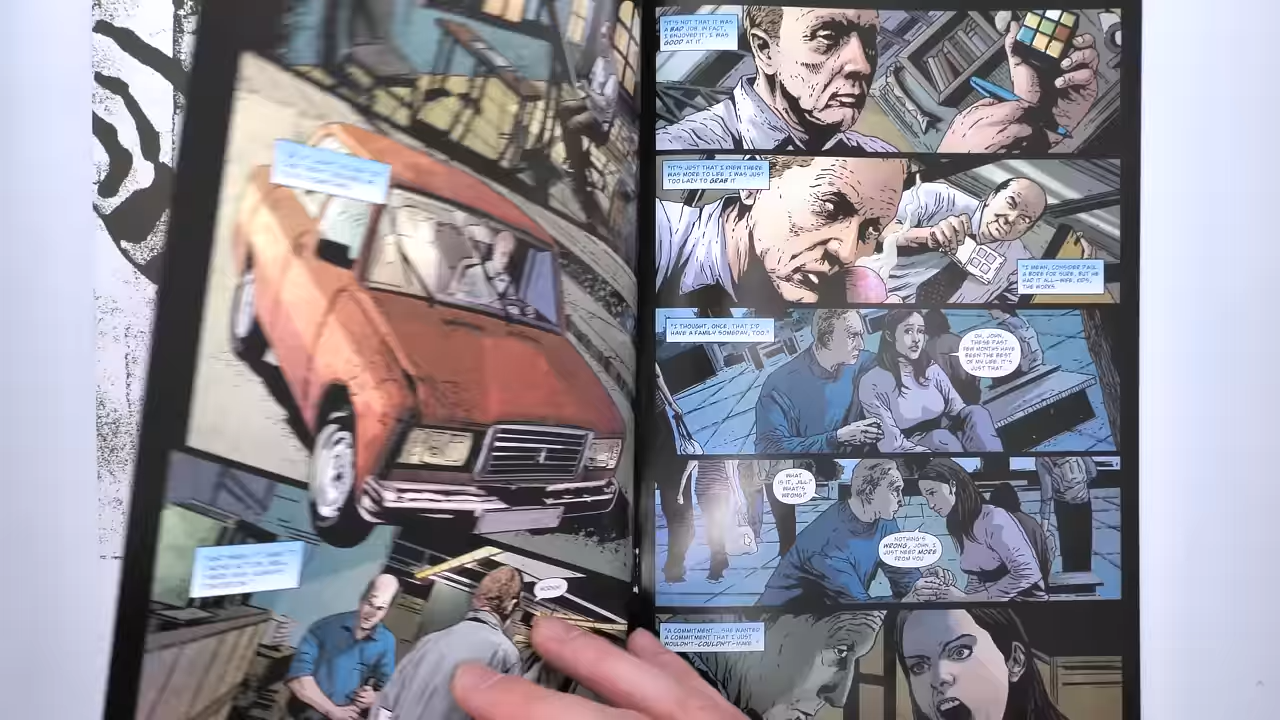 "IT'S NOT THAT IT WAS
A BAD JOB. IN FACT,
I ENJOYED IT. I WAS
GOOD AT IT.
"IT'S JUST THAT I KNEW THERE
WAS MORE TO LIFE. I WAS JUST
TOO LAZY TO GRAB IT
"I MEAN, CONSIDER PAUL.
A BORE FOR SURE, BUT HE
HAD IT ALL—WIFE, KIDS,
THE WORKS.
"I THOUGHT, ONCE, THAT I'D
HAVE A FAMILY SOMEDAY, TOO."
OH, JOHN,
THESE PAST
FEW MONTHS HAVE
BEEN THE BEST
OF MY LIFE. IT'S
JUST THAT...
WHAT
IS IT, JILL?
WHAT'S
WRONG?
NOTHING'S
WRONG, JOHN. I
JUST NEED MORE
FROM YOU
"A COMMITMENT... SHE WANTED
A COMMITMENT THAT I JUST
WOULDN'T-COULDN'T-MAKE."